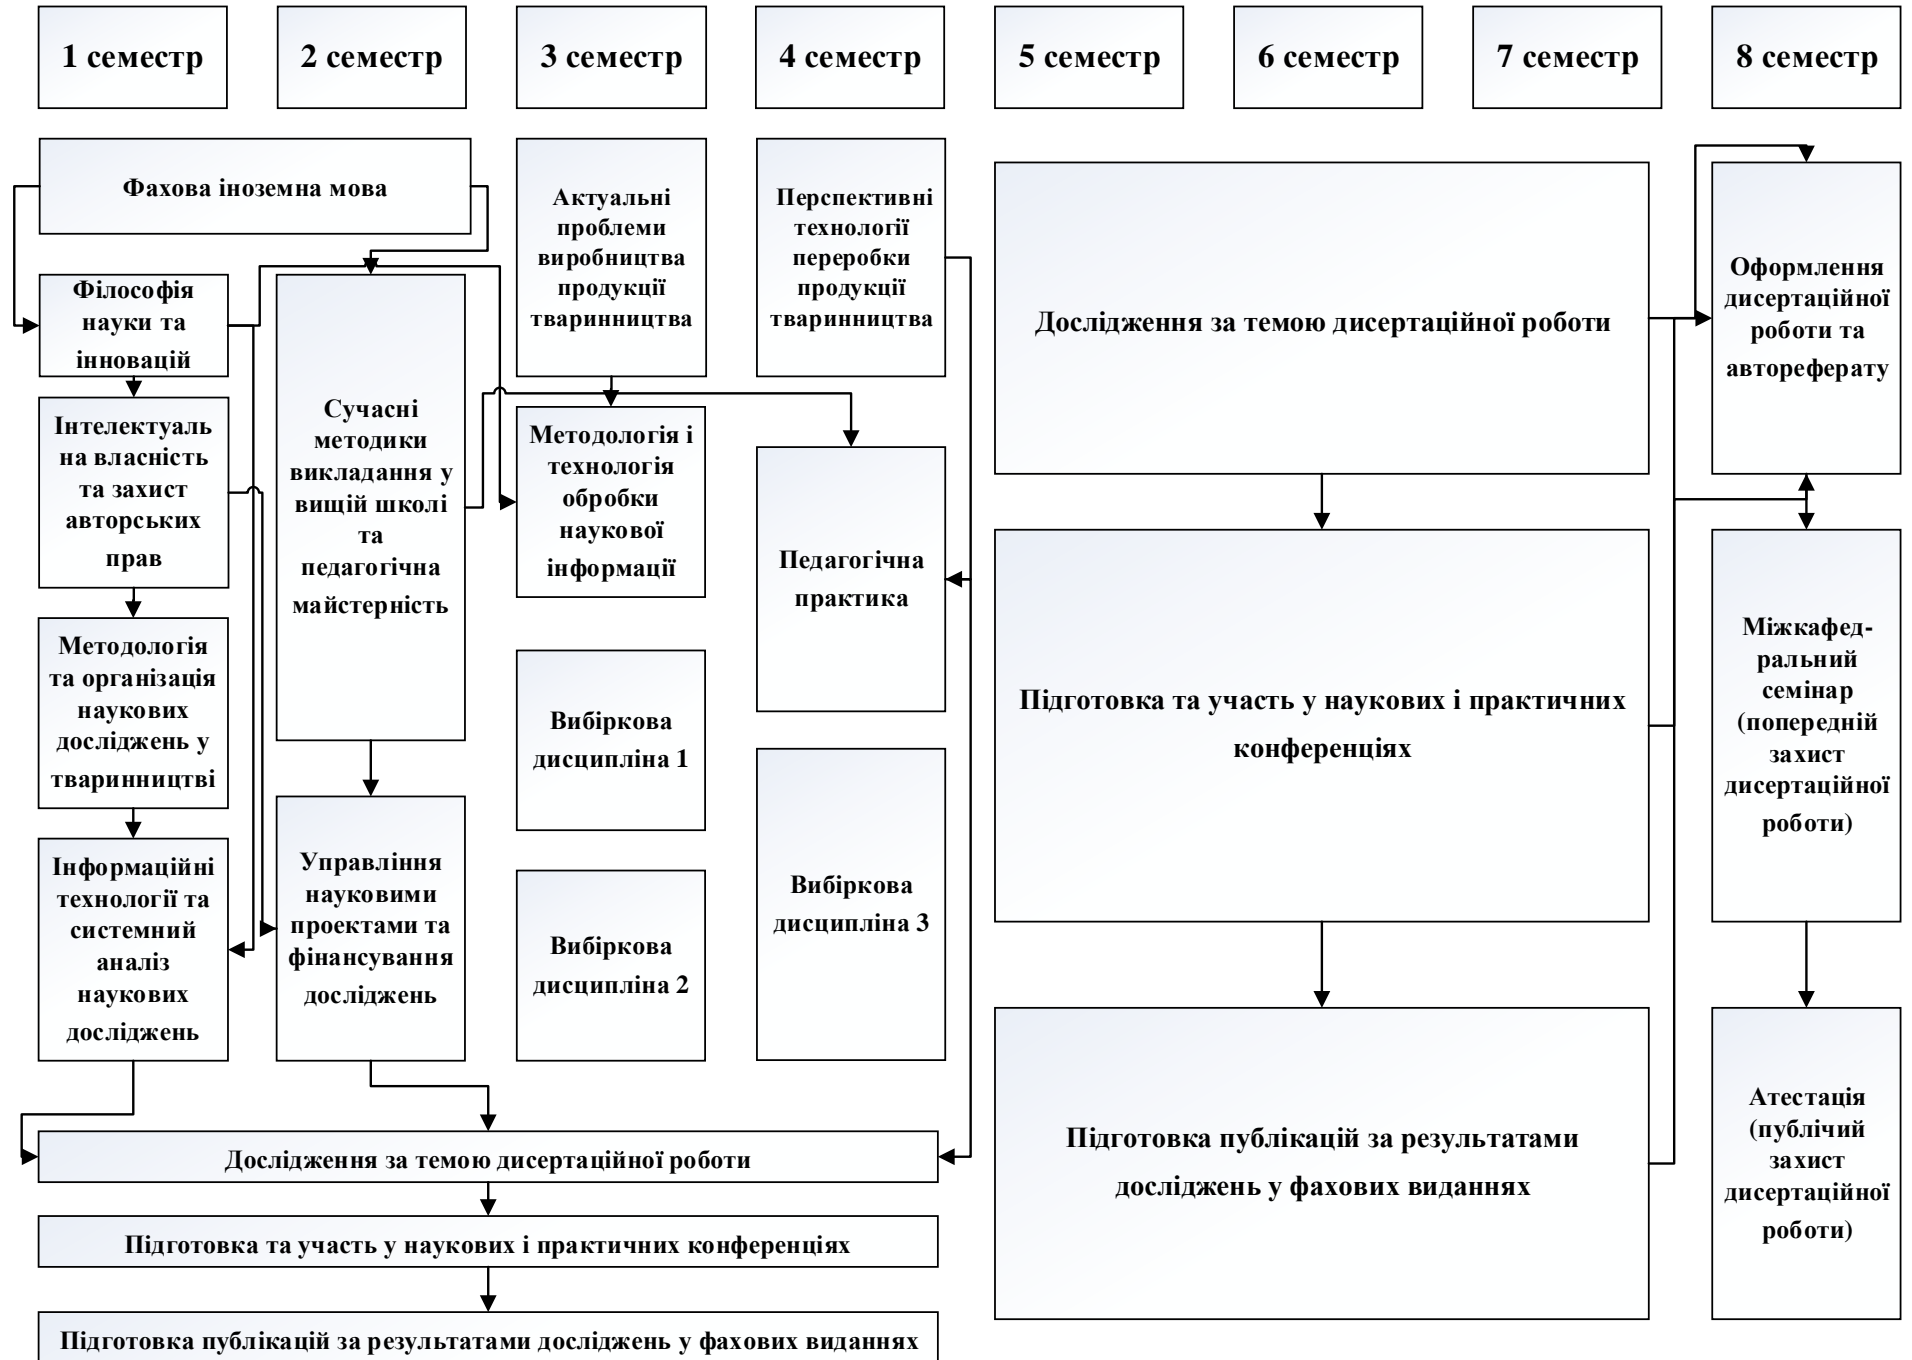 1 семестр
2 семестр
3 семестр
4 семестр
5 семестр
6 семестр
7 семестр
8 семестр
Фахова іноземна мова
Філософія
науки та
інновацій
Інтелектуаль
на власність
та захист
авторських
прав
Методологія
та організація
наукових
досліджень у
тваринництві
Інформаційні
технології та
системний
аналіз
наукових
досліджень
Сучасні
методики
викладання у
вищій школі
та
педагогічна
майстерність
Управління
науковими
проектами та
фінансування
досліджень
Актуальні
проблеми
виробництва
продукції
тваринництва
Методологія і
технологія
обробки
наукової
інформації
Вибіркова
дисципліна 1
Вибіркова
дисципліна 2
Перспективні
технології
переробки
продукції
тваринництва
Педагогічна
практика
Вибіркова
дисципліна 3
Дослідження за темою дисертаційної роботи
Підготовка та участь у наукових і практичних конференціях
Підготовка публікацій за результатами досліджень у фахових виданнях
Дослідження за темою дисертаційної роботи
Підготовка та участь у наукових і практичних
конференціях
Підготовка публікацій за результатами
досліджень у фахових виданнях
Оформлення
дисертаційної
роботи та
автореферату
Міжкафед-
ральний
семінар
(попередній
захист
дисертаційної
роботи)
Атестація
(публічий
захист
дисертаційної
роботи)